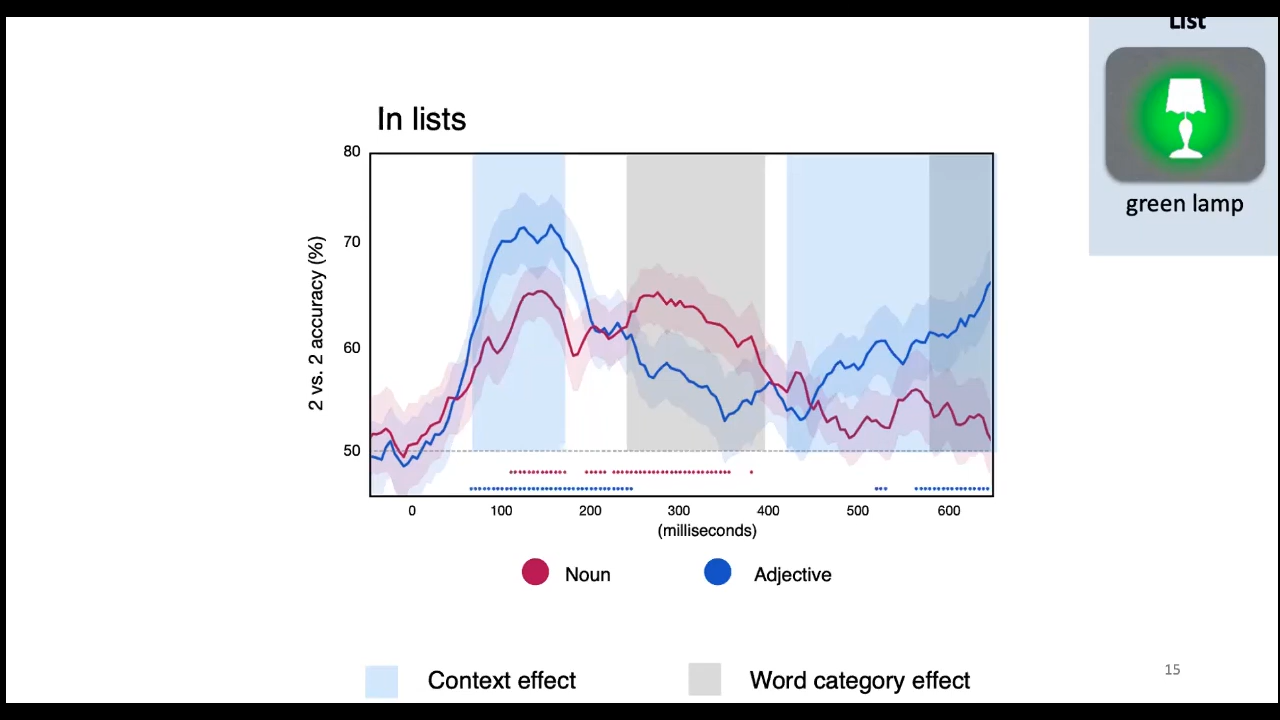 List
green lamp
In lists
80
70
60
50
2 vs. 2 accuracy (%)
0 100 200 300 400 500 600
(milliseconds)
Noun Adjective
Context effect Word category effect
15